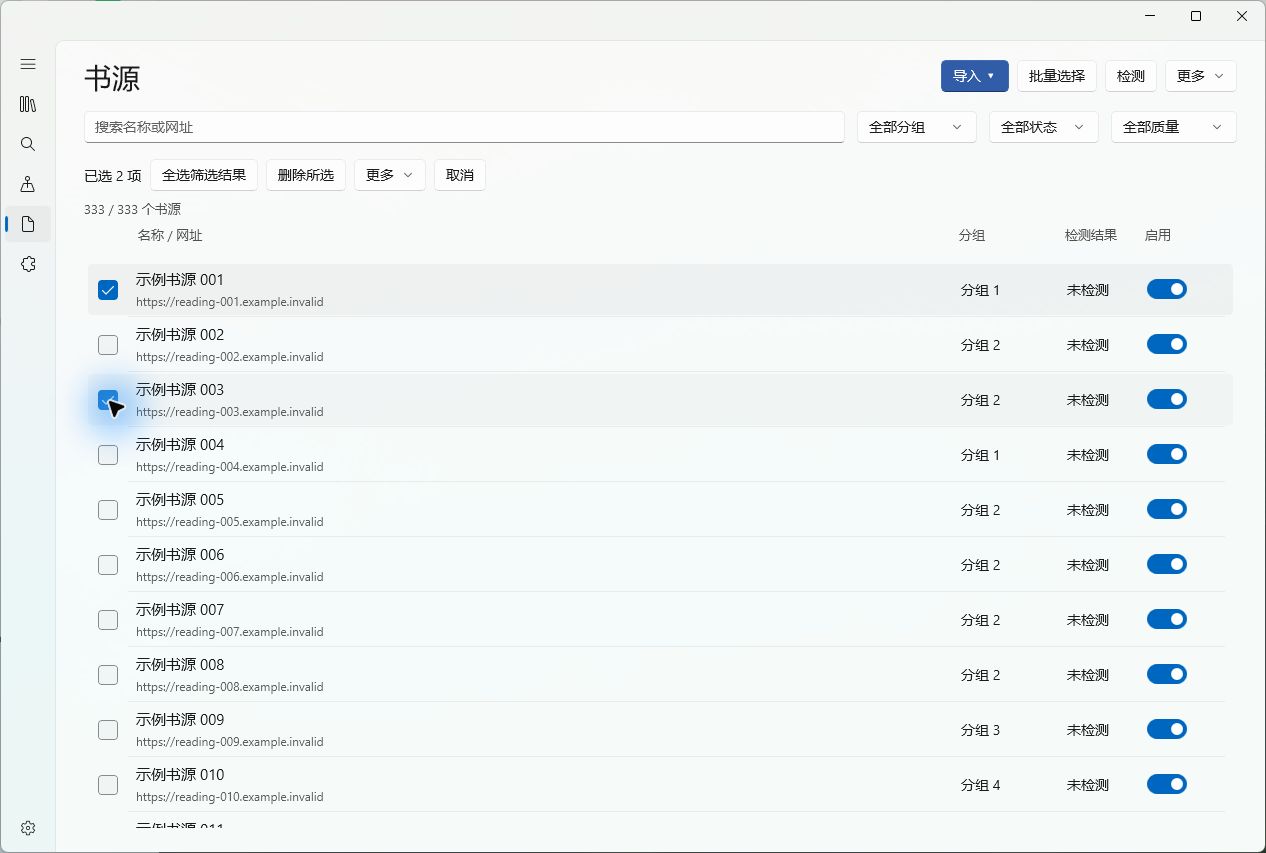 书源
导入 批量选择 检测 更多
搜索名称或网址 全部分组 全部状态 全部质量
已选 2 项 全选筛选结果 删除所选 更多 取消
333 / 333 个书源
名称 / 网址 分组 检测结果 启用
示例书源 001
https://reading-001.example.invalid
分组 1 未检测
示例书源 002
https://reading-002.example.invalid
分组 2 未检测
示例书源 003
https://reading-003.example.invalid
分组 2 未检测
示例书源 004
https://reading-004.example.invalid
分组 1 未检测
示例书源 005
https://reading-005.example.invalid
分组 2 未检测
示例书源 006
https://reading-006.example.invalid
分组 2 未检测
示例书源 007
https://reading-007.example.invalid
分组 2 未检测
示例书源 008
https://reading-008.example.invalid
分组 2 未检测
示例书源 009
https://reading-009.example.invalid
分组 3 未检测
示例书源 010
https://reading-010.example.invalid
分组 4 未检测
示例书源 011